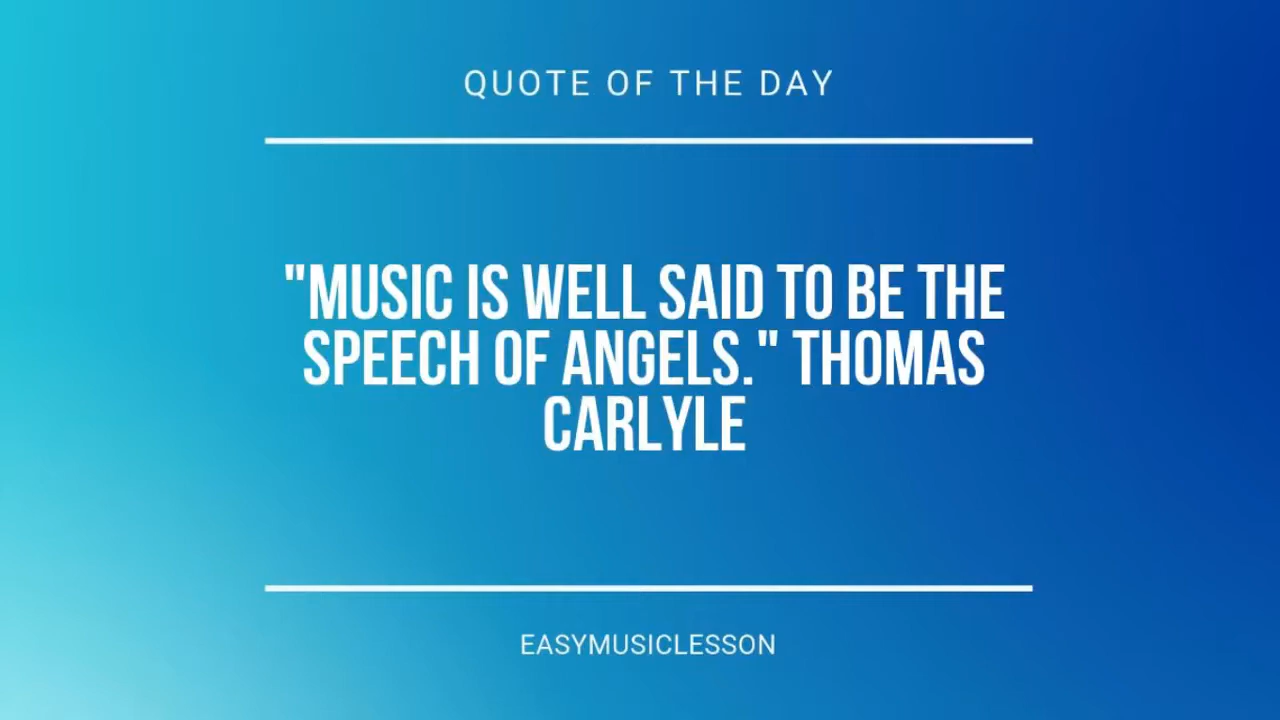 QUOTE OF THE DAY
"MUSIC IS WELL SAID TO BE THE
SPEECH OF ANGELS." THOMAS
CARLYLE
EASYMUSICLESSON